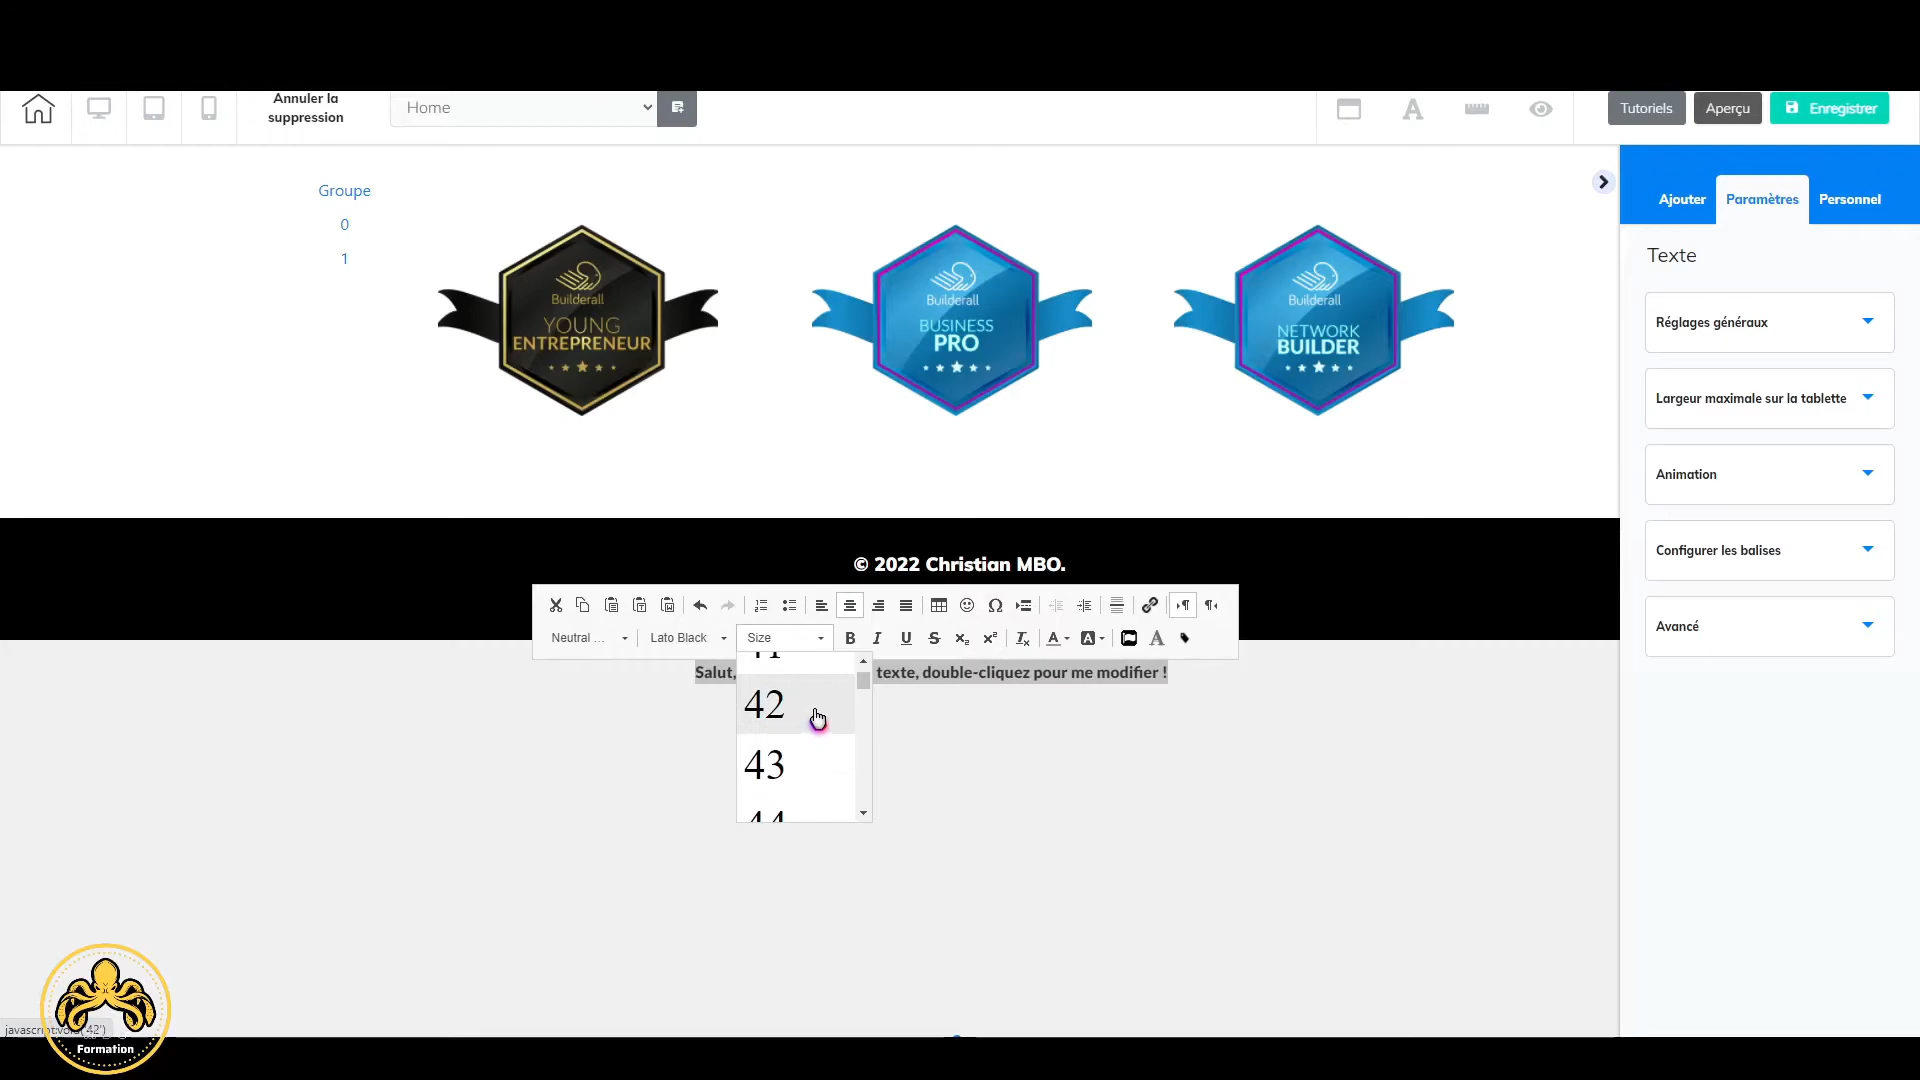 Annuler la
suppression
Home
Tutoriels
Aperçu
Enregistrer
Ajouter
Paramètres
Personnel
Groupe
0
1
Builderall
YOUNG
ENTREPRENEUR
Builderall
BUSINESS
PRO
Builderall
NETWORK
BUILDER
Texte
Réglages généraux
Largeur maximale sur la tablette
Animation
Configurer les balises
Avancé
© 2022 Christian MBO.
Neutral ...
Lato Black
Size
Salut,
texte, double-cliquez pour me modifier !
41
42
43
44
Formation